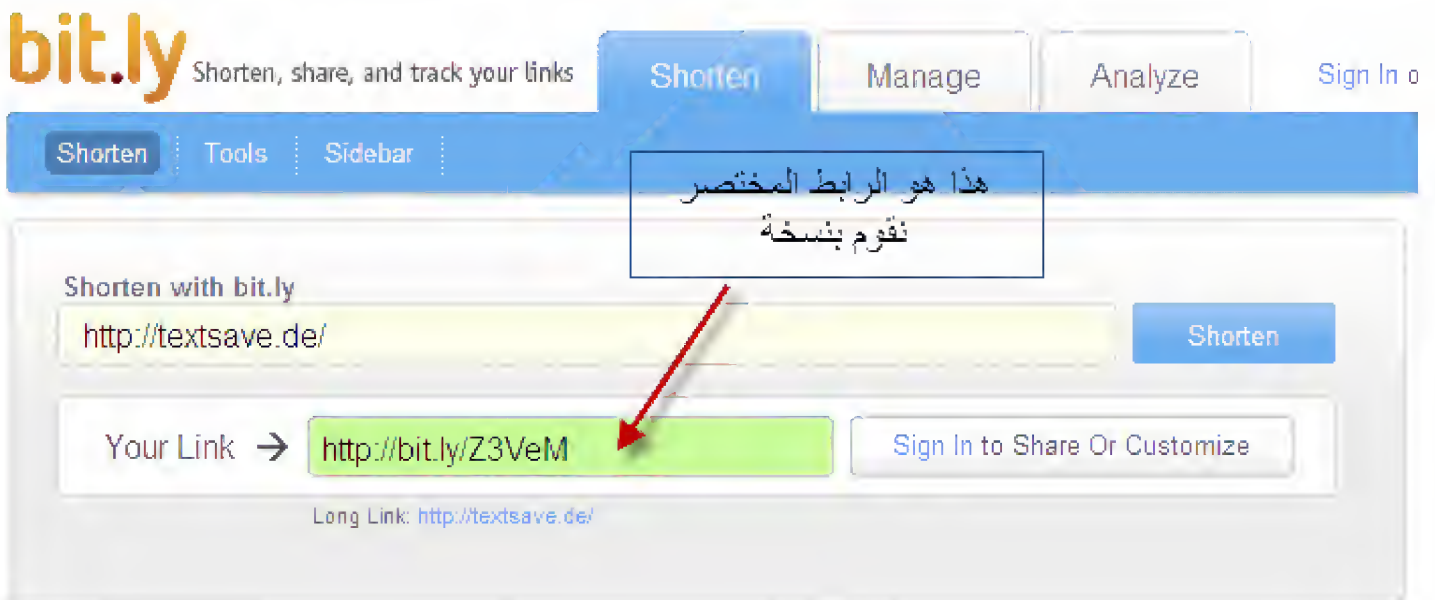 bit.ly Shorten, share, and track your links Shorten Manage Analyze Sign In o
Shorten Tools Sidebar
هذا هو الرابط المختصر
نقوم بنسخة
Shorten with bit.ly
http://textsave.de/ Shorten
Your Link → http://bit.ly/Z3VeM Sign In to Share Or Customize
Long Link: http://textsave.de/